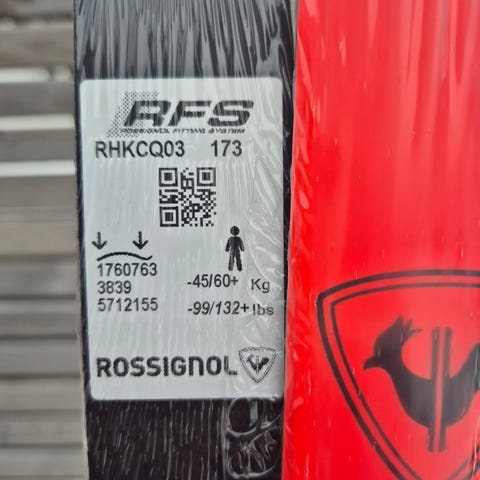 RFS
ROSSIGNOL FITTING SYSTEM
RHKCQ03 173
1760763
3839
5712155
-45/60+ Kg
-99/132+ lbs
ROSSIGNOL